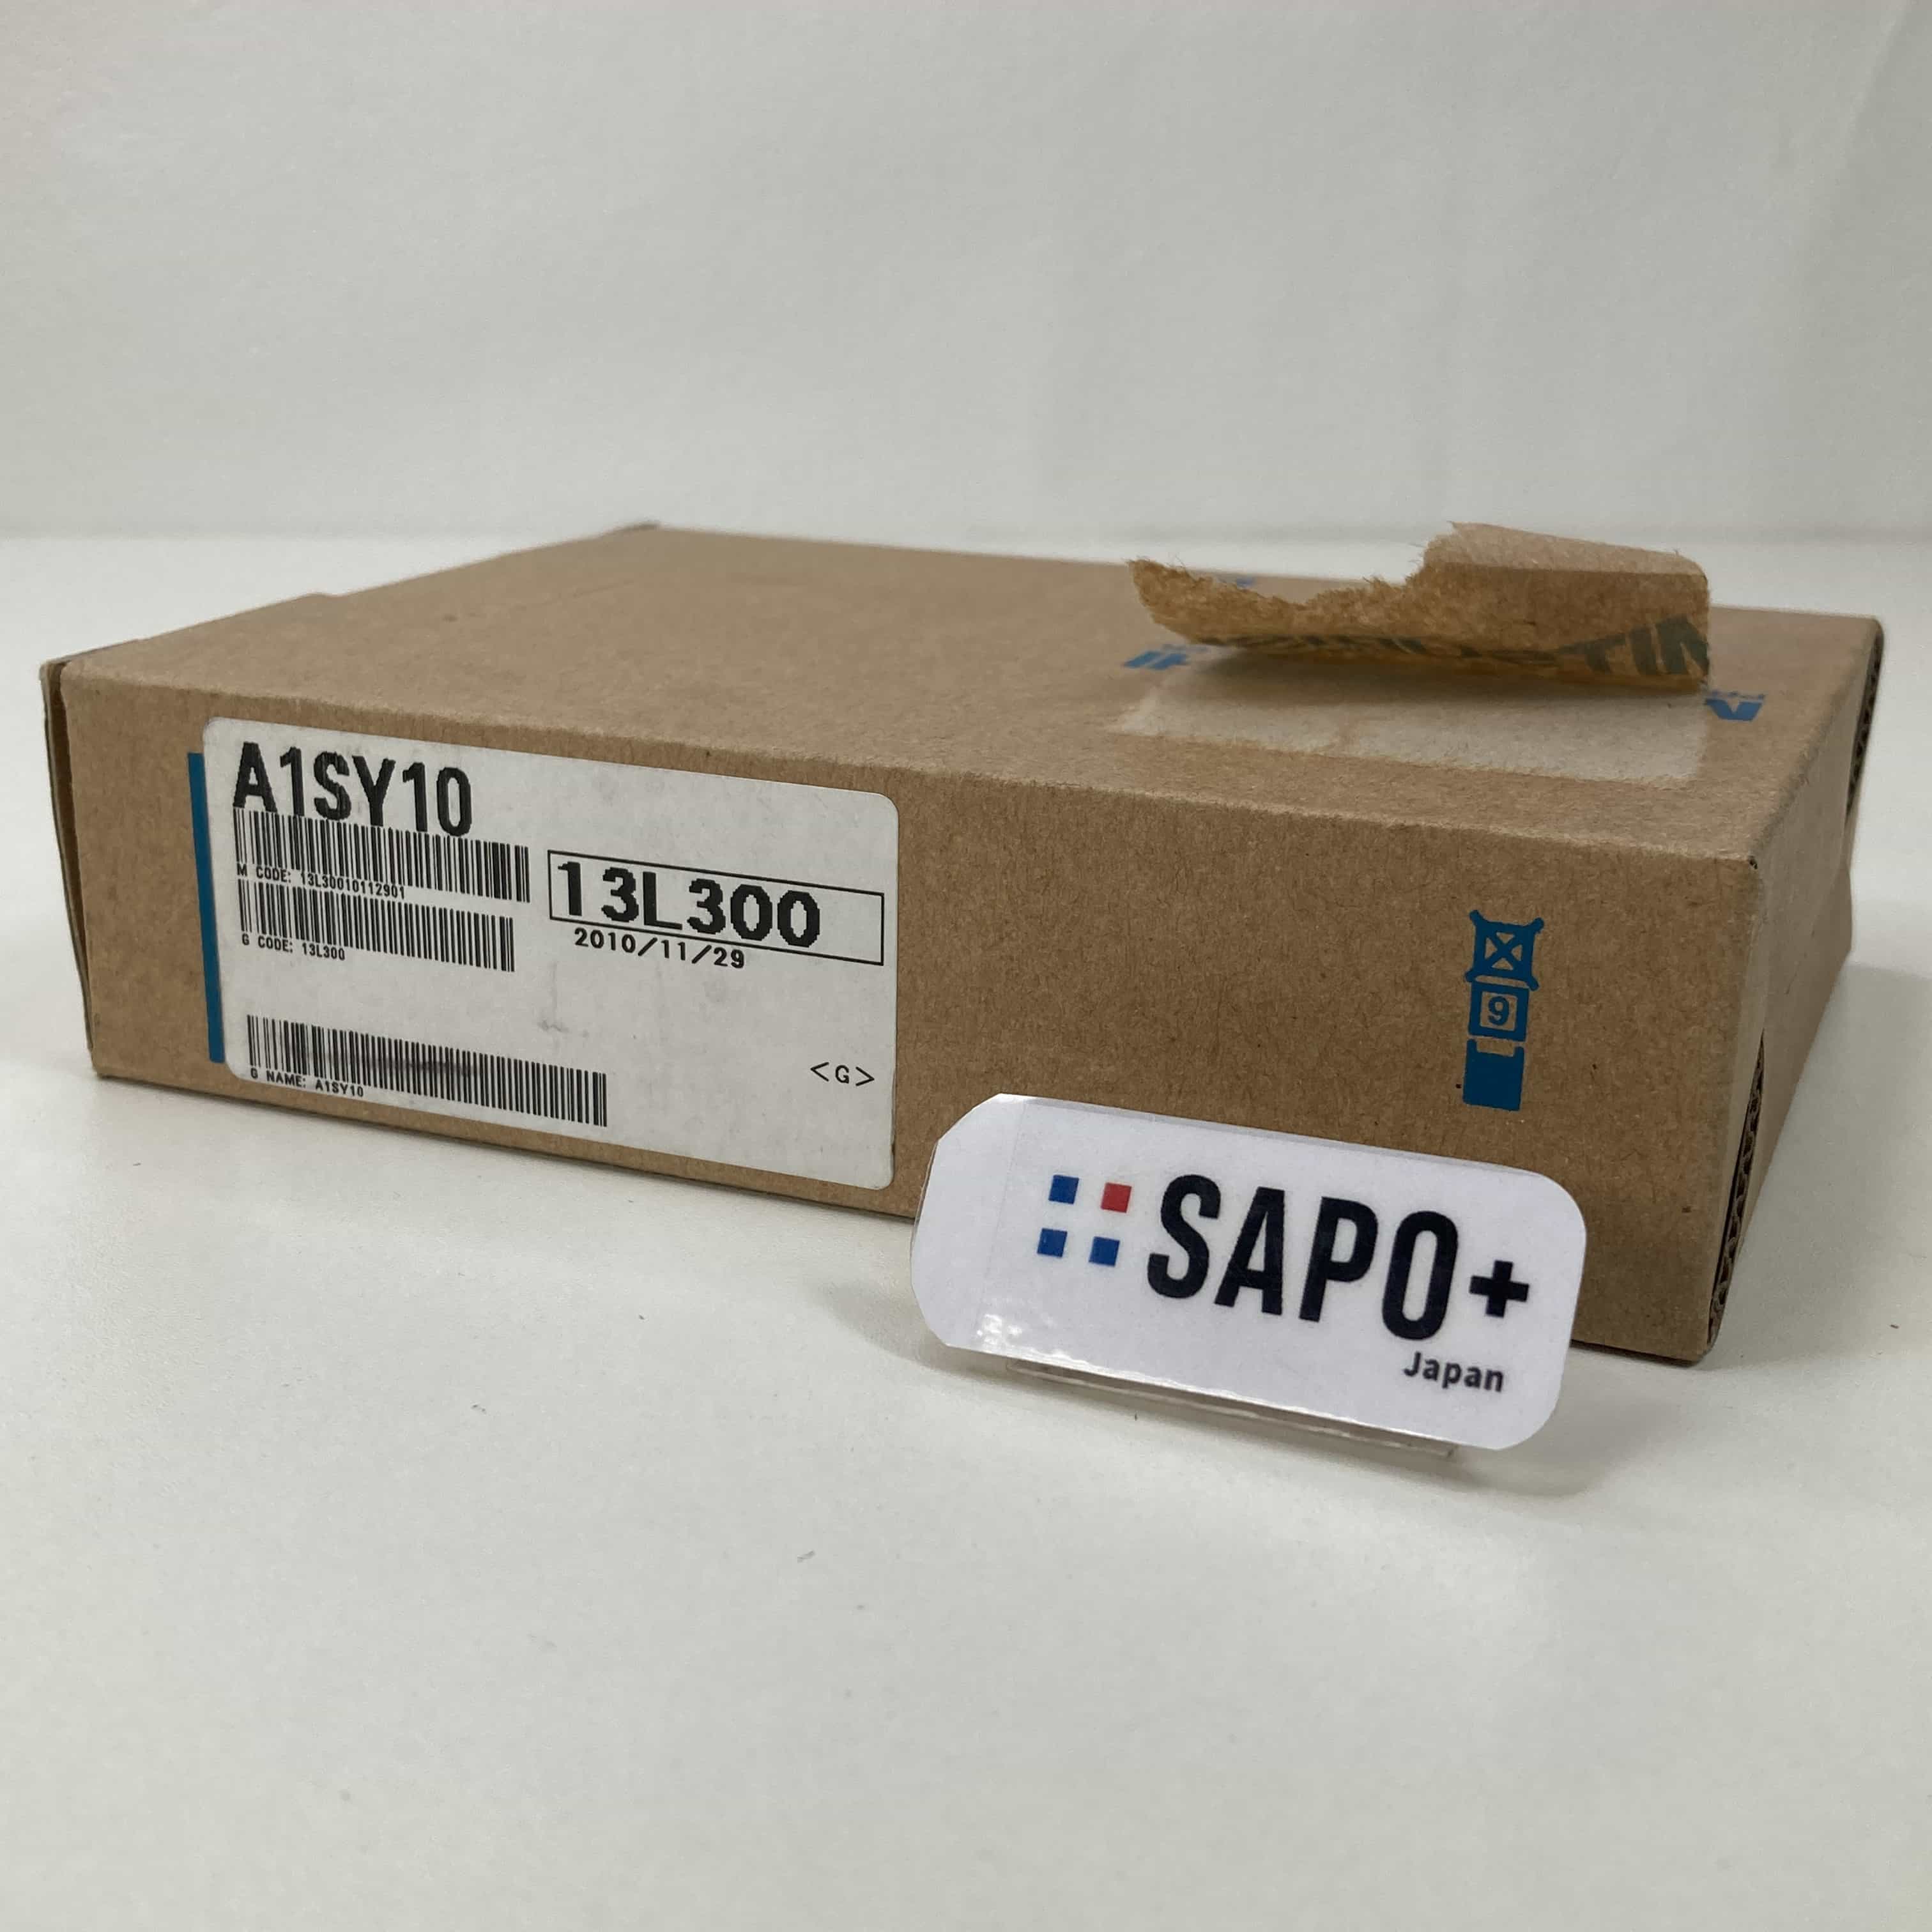 A1SY10
M CODE: 13L30010112901
G CODE: 13L300
13L300
2010/11/29
G NAME: A1SY10
<G>
9
SAPO+
Japan